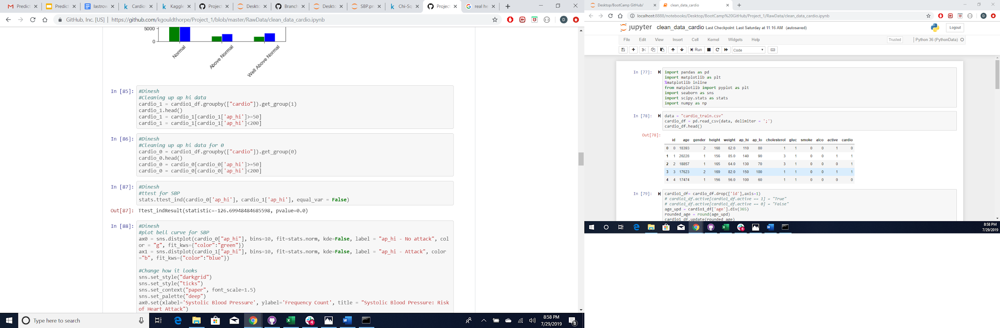 Predict
Predict
lastrow
Cardio
Kaggle
Project
Deskto
Branch
Deskto
SBP.pn
Chi-Sq
Project
real he
GitHub, Inc. [US] | https://github.com/kgouldthorpe/Project_1/blob/master/RawData/clean_data_cardio.ipynb
D
5000
0
Normal
Above Normal
Well Above Normal
In [85]:
#Dinesh
#Cleaning up ap hi data
cardio_1 = cardio1_df.groupby(["cardio"]).get_group(1)
cardio_1.head()
cardio_1 = cardio_1[cardio_1['ap_hi']>=50]
cardio_1 = cardio_1[cardio_1['ap_hi']<200]
In [86]:
#Dinesh
#Cleaning up ap hi data for 0
cardio_0 = cardio1_df.groupby(["cardio"]).get_group(0)
cardio_0.head()
cardio_0 = cardio_0[cardio_0['ap_hi']>=50]
cardio_0 = cardio_0[cardio_0['ap_hi']<200]
In [87]:
#Dinesh
#ttest for SBP
stats.ttest_ind(cardio_0['ap_hi'], cardio_1['ap_hi'], equal_var = False)
Out[87]: Ttest_indResult(statistic=-126.69948484685598, pvalue=0.0)
In [88]:
#Dinesh
#plot bell curve for SBP
ax0 = sns.distplot(cardio_0["ap_hi"], bins=10, fit=stats.norm, kde=False, label = "ap_hi - No attack", col
or = "g", fit_kws={"color":"green"})
ax1 = sns.distplot(cardio_1["ap_hi"], bins=10, fit=stats.norm, kde=False, label = "ap_hi - Attack", color
="b", fit_kws={"color":"blue"})
#Change how it looks
sns.set_style("darkgrid")
sns.set_style("ticks")
sns.set_context("paper", font_scale=1.5)
sns.set_palette("deep")
ax0.set(xlabel='Systolic Blood Pressure', ylabel='Frequency Count', title = "Systolic Blood Pressure: Risk
of Heart Attack")
Type here to search
4
8:58 PM
7/29/2019
8
Desktop/BootCamp GitHub/
clean_data_cardio
localhost:8888/notebooks/Desktop/BootCamp%20GitHub/Project_1/RawData/clean_data_cardio.ipynb
D
jupyter clean_data_cardio Last Checkpoint: Last Saturday at 11:16 AM (autosaved)
Logout
File Edit View Insert Cell Kernel Widgets Help
Trusted | Python 36 (PythonData)
Run
Code
In [77]:
import pandas as pd
import matplotlib as plt
%matplotlib inline
from matplotlib import pyplot as plt
import seaborn as sns
import scipy.stats as stats
import numpy as np
In [78]:
data = "cardio_train.csv"
cardio_df = pd.read_csv(data, delimiter = ';')
cardio_df.head()
Out[78]:
id age gender height weight ap_hi ap_lo cholesterol gluc smoke alco active cardio
0 0 18393 2 168 62.0 110 80 1 1 0 0 1 0
1 1 20228 1 156 85.0 140 90 3 1 0 0 1 1
2 2 18857 1 165 64.0 130 70 3 1 0 0 0 1
3 3 17623 2 169 82.0 150 100 1 1 0 0 1 1
4 4 17474 1 156 56.0 100 60 1 1 0 0 0 0
In [79]:
cardio1_df= cardio_df.drop(['id'],axis=1)
# cardio1_df.active[cardio1_df.active == 1] = "True"
# cardio1_df.active[cardio1_df.active == 0] = "False"
age_upd = cardio1_df['age'].div(365)
rounded_age = round(age_upd)
cardio1_df.update(rounded_age)
8:58 PM
7/29/2019